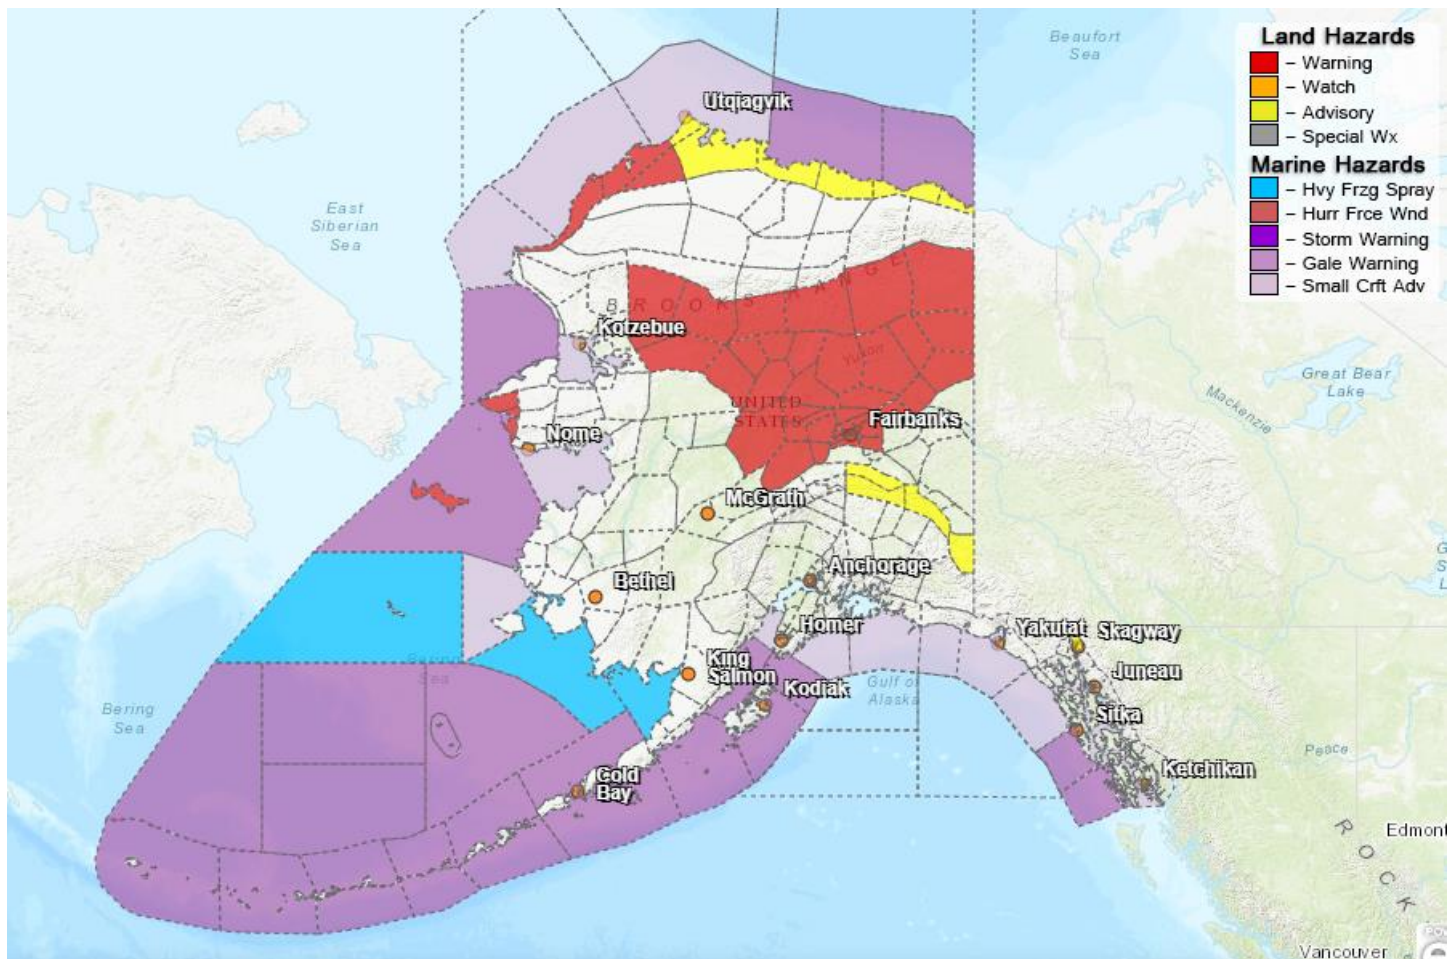 Beaufort
Sea
Land Hazards
– Warning
– Watch
– Advisory
– Special Wx
Marine Hazards
– Hvy Frzg Spray
– Hurr Frce Wnd
– Storm Warning
– Gale Warning
– Small Crft Adv
Utqiagvik
East
Siberian
Sea
BROOKS RANGE
Kotzebue
Yukon
Great Bear
Lake
Mackenzie
UNITED
STATES
Fairbanks
Nome
McGrath
Anchorage
Bethel
Homer
Yakutat
Skagway
King
Salmon
Juneau
Sea
Kodiak
Gulf of
Alaska
Bering
Sea
Sitka
Peace
Ketchikan
Cold
Bay
Edmont
ROCK
Vancouver